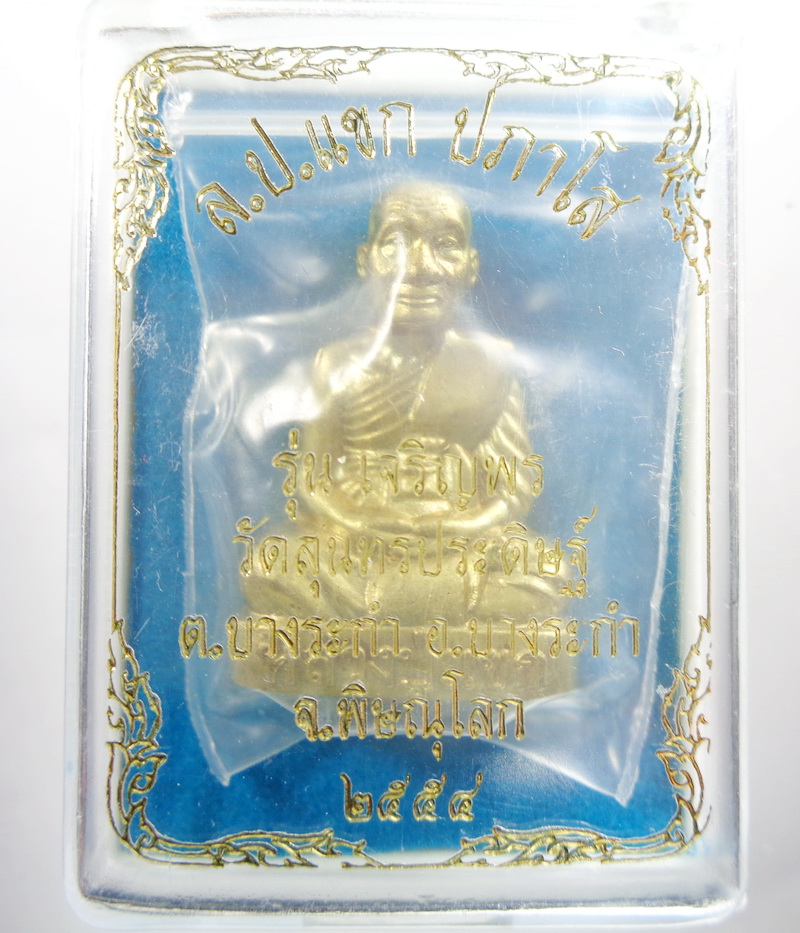 ล.ป.แขก ปภาโส
รุ่น เจริญพร
วัดสุนทรประดิษฐ์
ต.บางระกำ อ.บางระกำ
จ.พิษณุโลก
๒๕๕๔